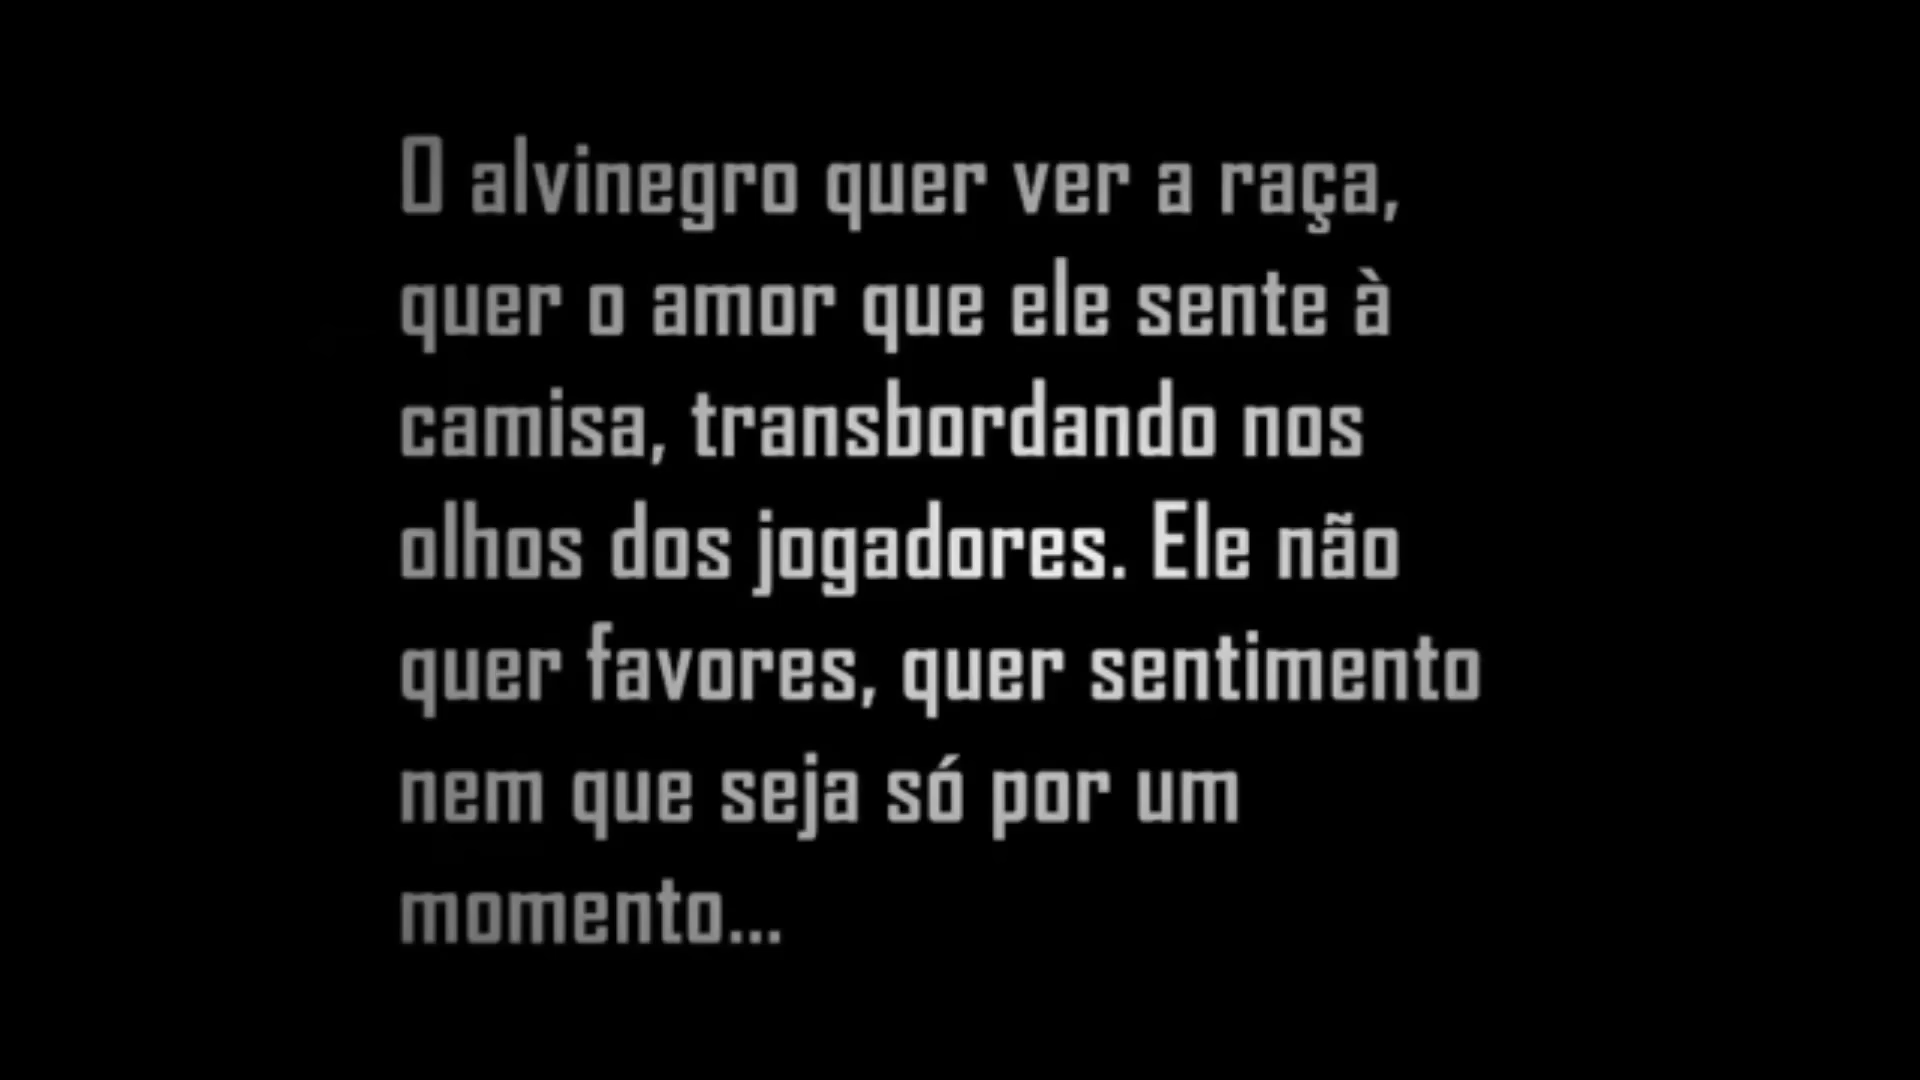 O alvinegro quer ver a raça,
quer o amor que ele sente à
camisa, transbordando nos
olhos dos jogadores. Ele não
quer favores, quer sentimento
nem que seja só por um
momento...